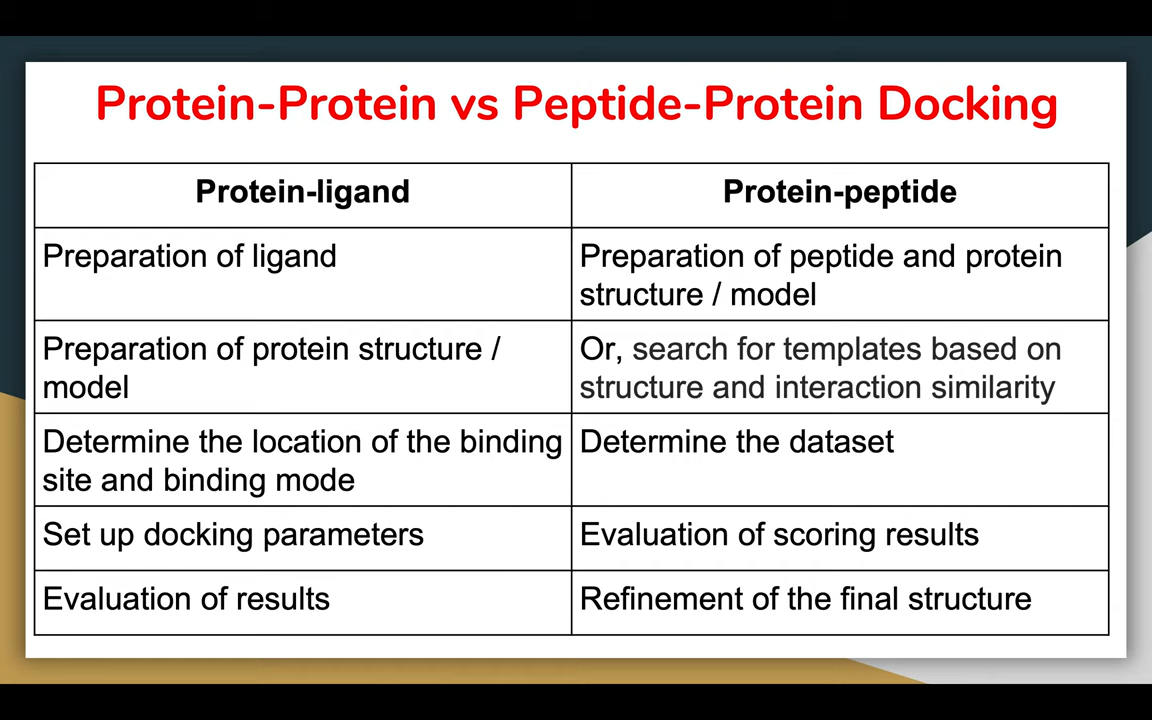 Protein-Protein vs Peptide-Protein Docking
Protein-ligand
Protein-peptide
Preparation of ligand
Preparation of peptide and protein
structure / model
Preparation of protein structure /
model
Or, search for templates based on
structure and interaction similarity
Determine the location of the binding
site and binding mode
Determine the dataset
Set up docking parameters
Evaluation of scoring results
Evaluation of results
Refinement of the final structure